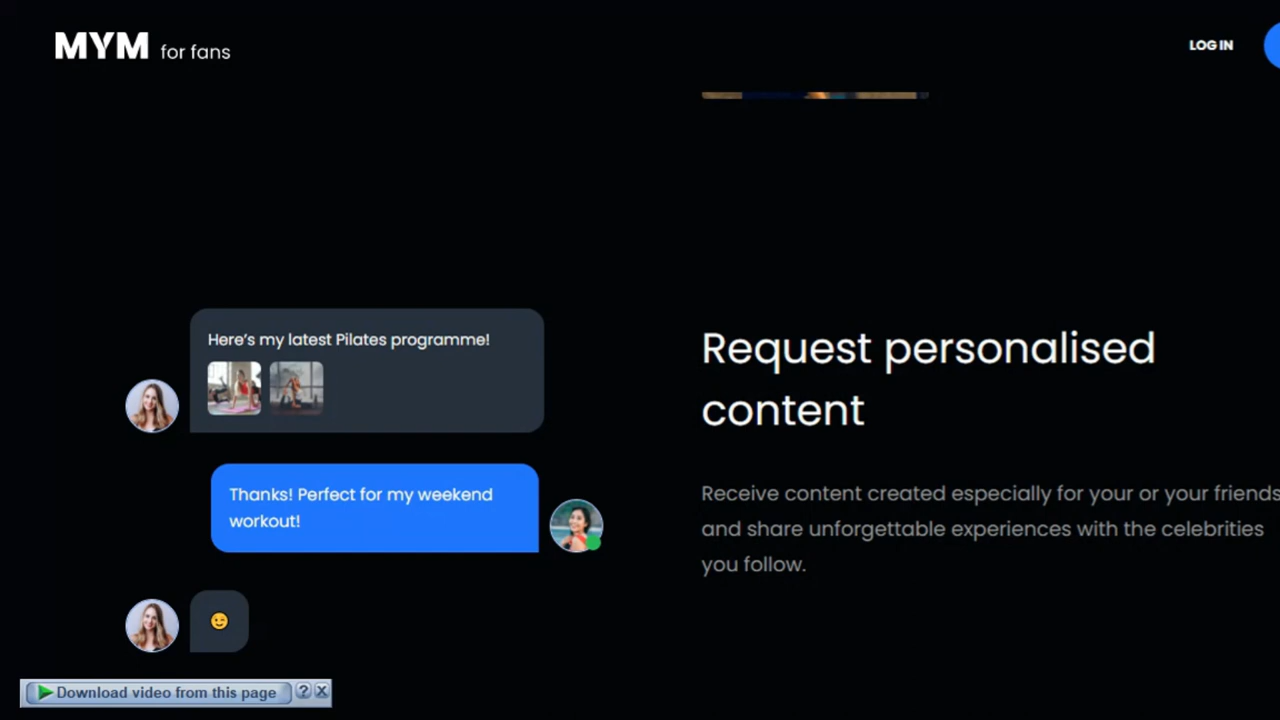 MYM for fans
LOG IN
Here's my latest Pilates programme!
Thanks! Perfect for my weekend
workout!
Request personalised
content
Receive content created especially for your or your friends
and share unforgettable experiences with the celebrities
you follow.
Download video from this page ? X